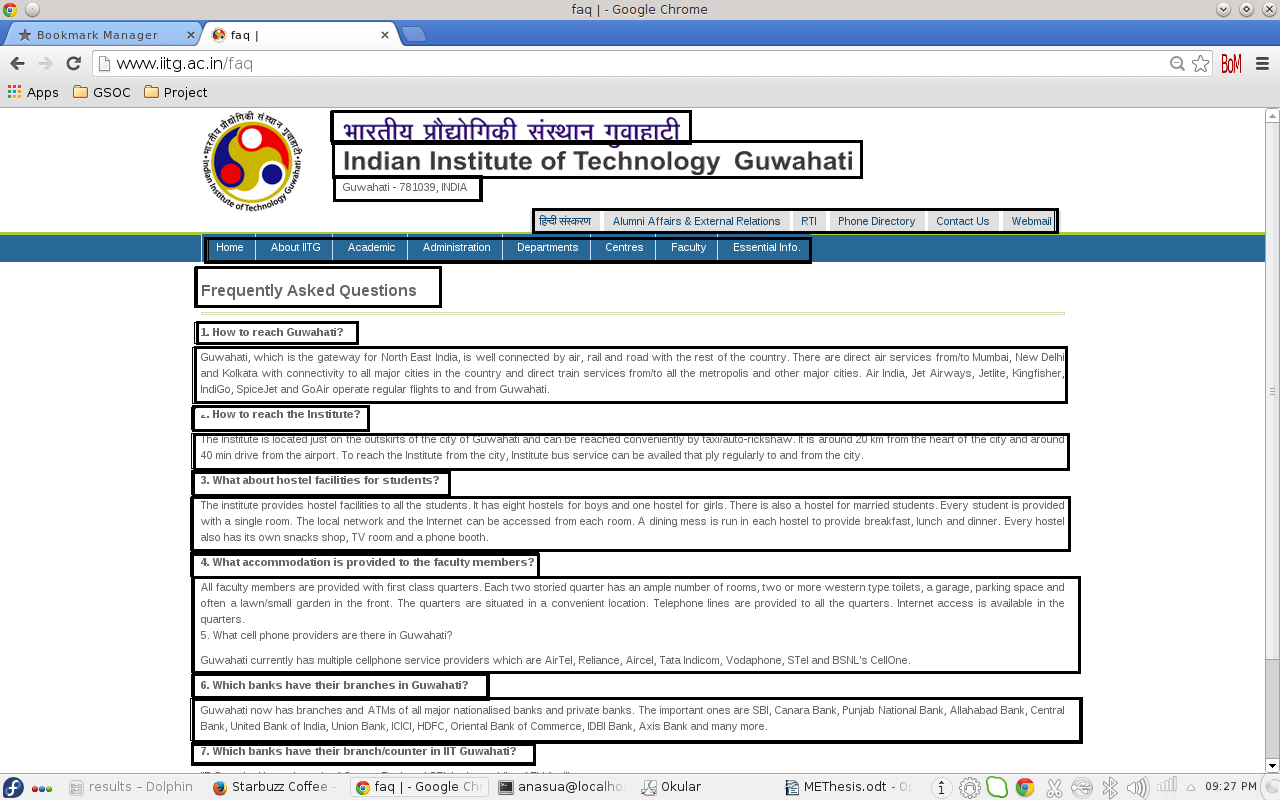 faq | - Google Chrome
Bookmark Manager
faq |
www.iitg.ac.in/faq
BoM
Apps GSOC Project
भारतीय प्रौद्योगिकी संस्थान गुवाहाटी
Indian Institute of Technology Guwahati
Guwahati - 781039, INDIA
भारतीय प्रौद्योगिकी संस्थान गुवाहाटी
Indian Institute of Technology Guwahati
हिन्दी संस्करण Alumni Affairs & External Relations RTI Phone Directory Contact Us Webmail
Home About IITG Academic Administration Departments Centres Faculty Essential Info.
Frequently Asked Questions
1. How to reach Guwahati?
Guwahati, which is the gateway for North East India, is well connected by air, rail and road with the rest of the country. There are direct air services from/to Mumbai, New Delhi
and Kolkata with connectivity to all major cities in the country and direct train services from/to all the metropolis and other major cities. Air India, Jet Airways, Jetlite, Kingfisher,
IndiGo, SpiceJet and GoAir operate regular flights to and from Guwahati.
2. How to reach the Institute?
The Institute is located just on the outskirts of the city of Guwahati and can be reached conveniently by taxi/auto-rickshaw. It is around 20 km from the heart of the city and around
40 min drive from the airport. To reach the Institute from the city, Institute bus service can be availed that ply regularly to and from the city.
3. What about hostel facilities for students?
The institute provides hostel facilities to all the students. It has eight hostels for boys and one hostel for girls. There is also a hostel for married students. Every student is provided
with a single room. The local network and the Internet can be accessed from each room. A dining mess is run in each hostel to provide breakfast, lunch and dinner. Every hostel
also has its own snacks shop, TV room and a phone booth.
4. What accommodation is provided to the faculty members?
All faculty members are provided with first class quarters. Each two storied quarter has an ample number of rooms, two or more western type toilets, a garage, parking space and
often a lawn/small garden in the front. The quarters are situated in a convenient location. Telephone lines are provided to all the quarters. Internet access is available in the
quarters.
5. What cell phone providers are there in Guwahati?
Guwahati currently has multiple cellphone service providers which are AirTel, Reliance, Aircel, Tata Indicom, Vodaphone, STel and BSNL's CellOne.
6. Which banks have their branches in Guwahati?
Guwahati now has branches and ATMs of all major nationalised banks and private banks. The important ones are SBI, Canara Bank, Punjab National Bank, Allahabad Bank, Central
Bank, United Bank of India, Union Bank, ICICI, HDFC, Oriental Bank of Commerce, IDBI Bank, Axis Bank and many more.
7. Which banks have their branch/counter in IIT Guwahati?
results – Dolphin Starbuzz Coffee - faq | - Google Chr anasua@localhos Okular METhesis.odt - Op 09:27 PM